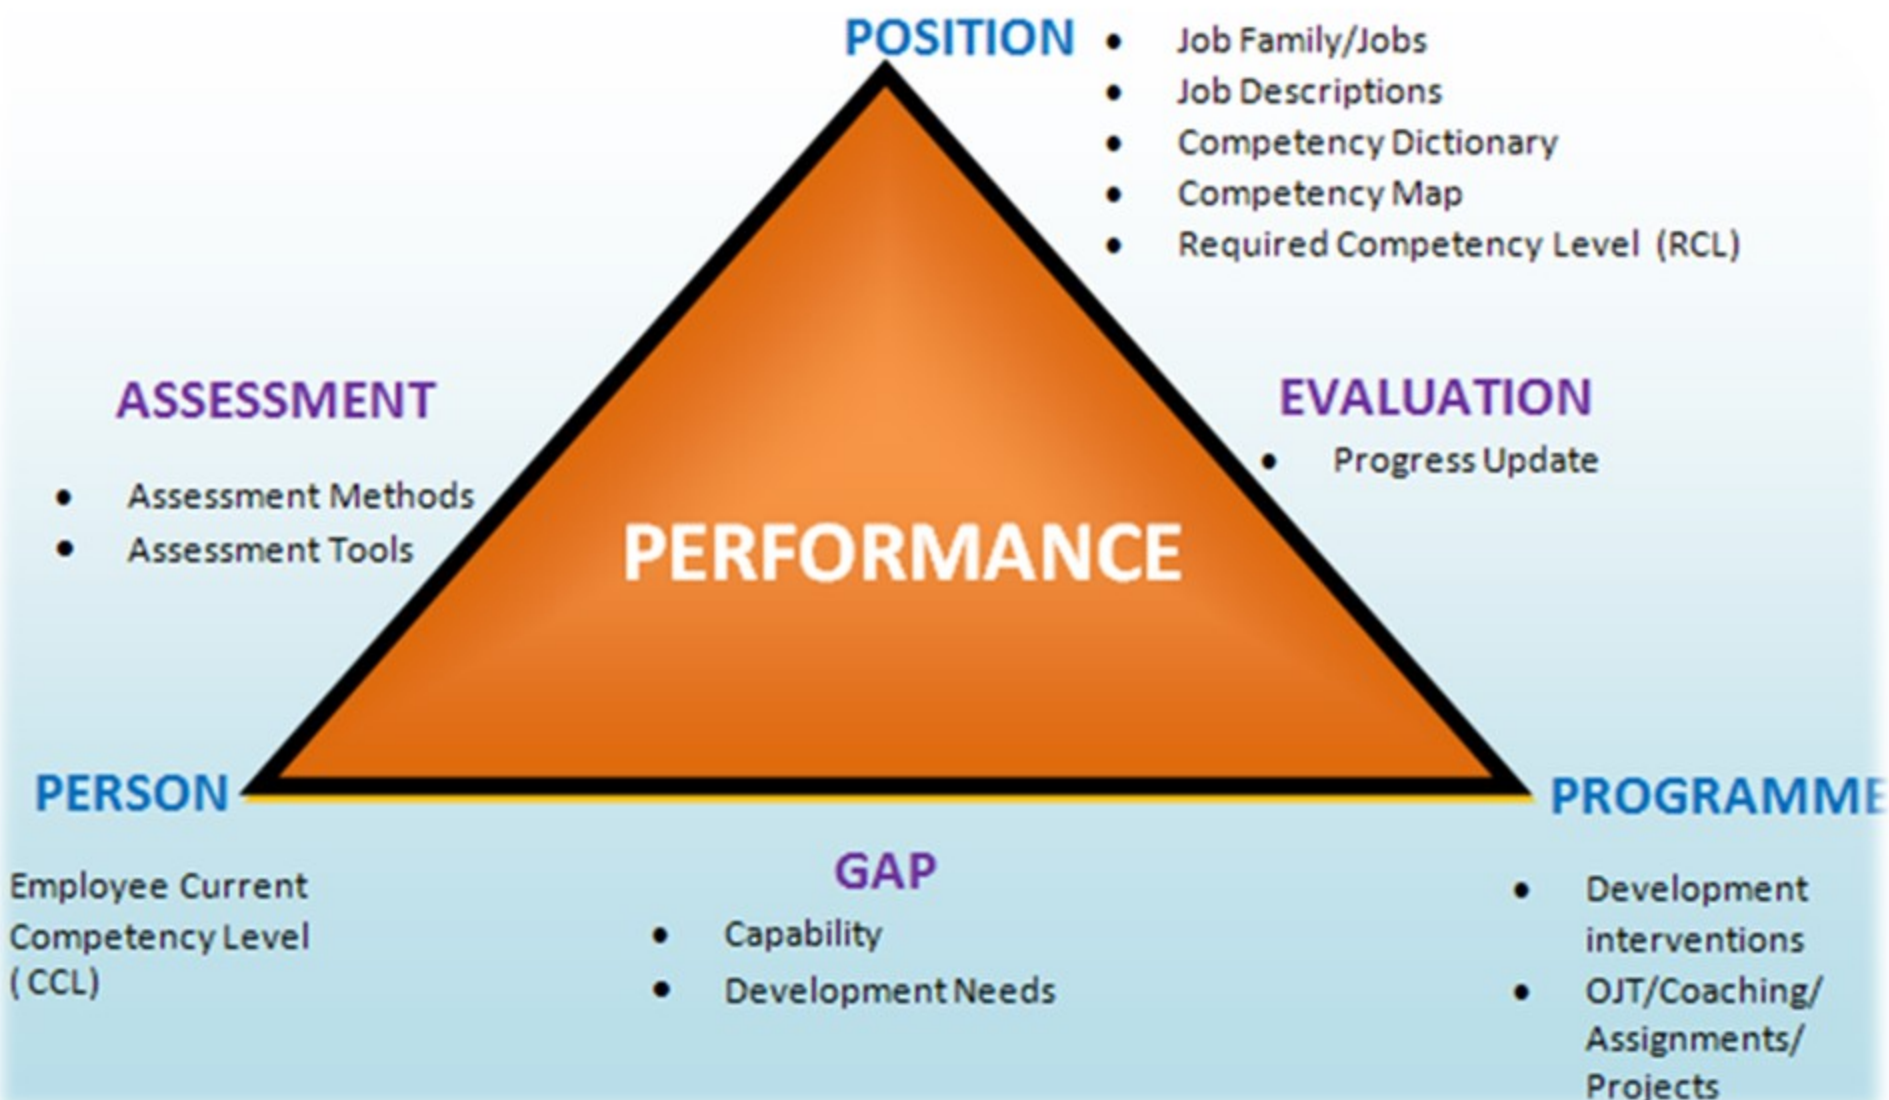 POSITION
• Job Family/Jobs
• Job Descriptions
• Competency Dictionary
• Competency Map
• Required Competency Level (RCL)
ASSESSMENT
• Assessment Methods
• Assessment Tools
EVALUATION
• Progress Update
PERFORMANCE
PERSON
Employee Current
Competency Level
( CCL)
GAP
• Capability
• Development Needs
PROGRAMME
• Development
interventions
• OJT/Coaching/
Assignments/
Projects